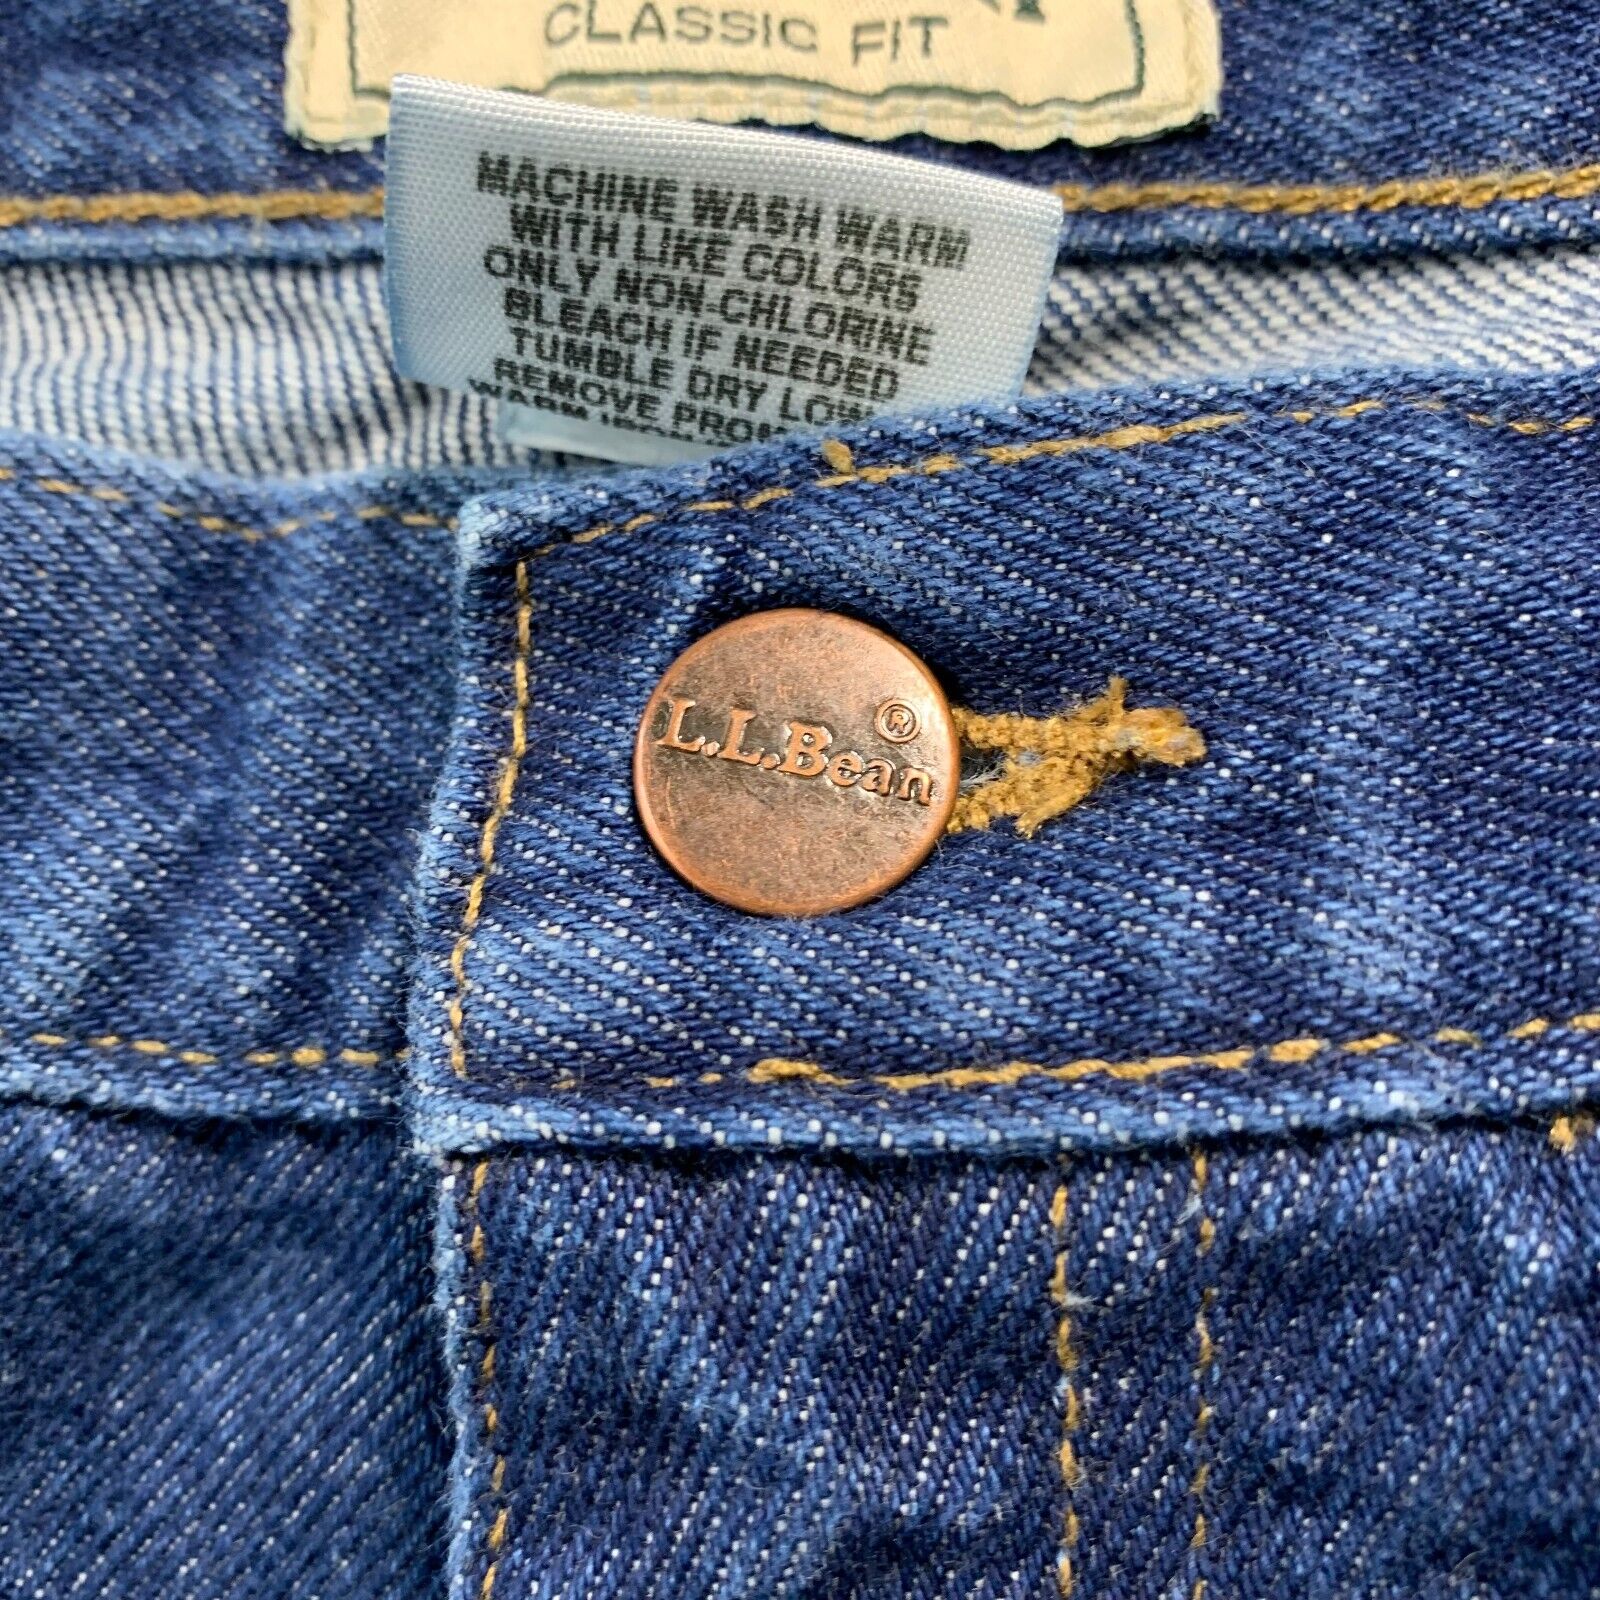 CLASSIC FIT
MACHINE WASH WARM
WITH LIKE COLORS
ONLY NON-CHLORINE
BLEACH IF NEEDED
TUMBLE DRY LOW
REMOVE PROM
L.L.Bean®